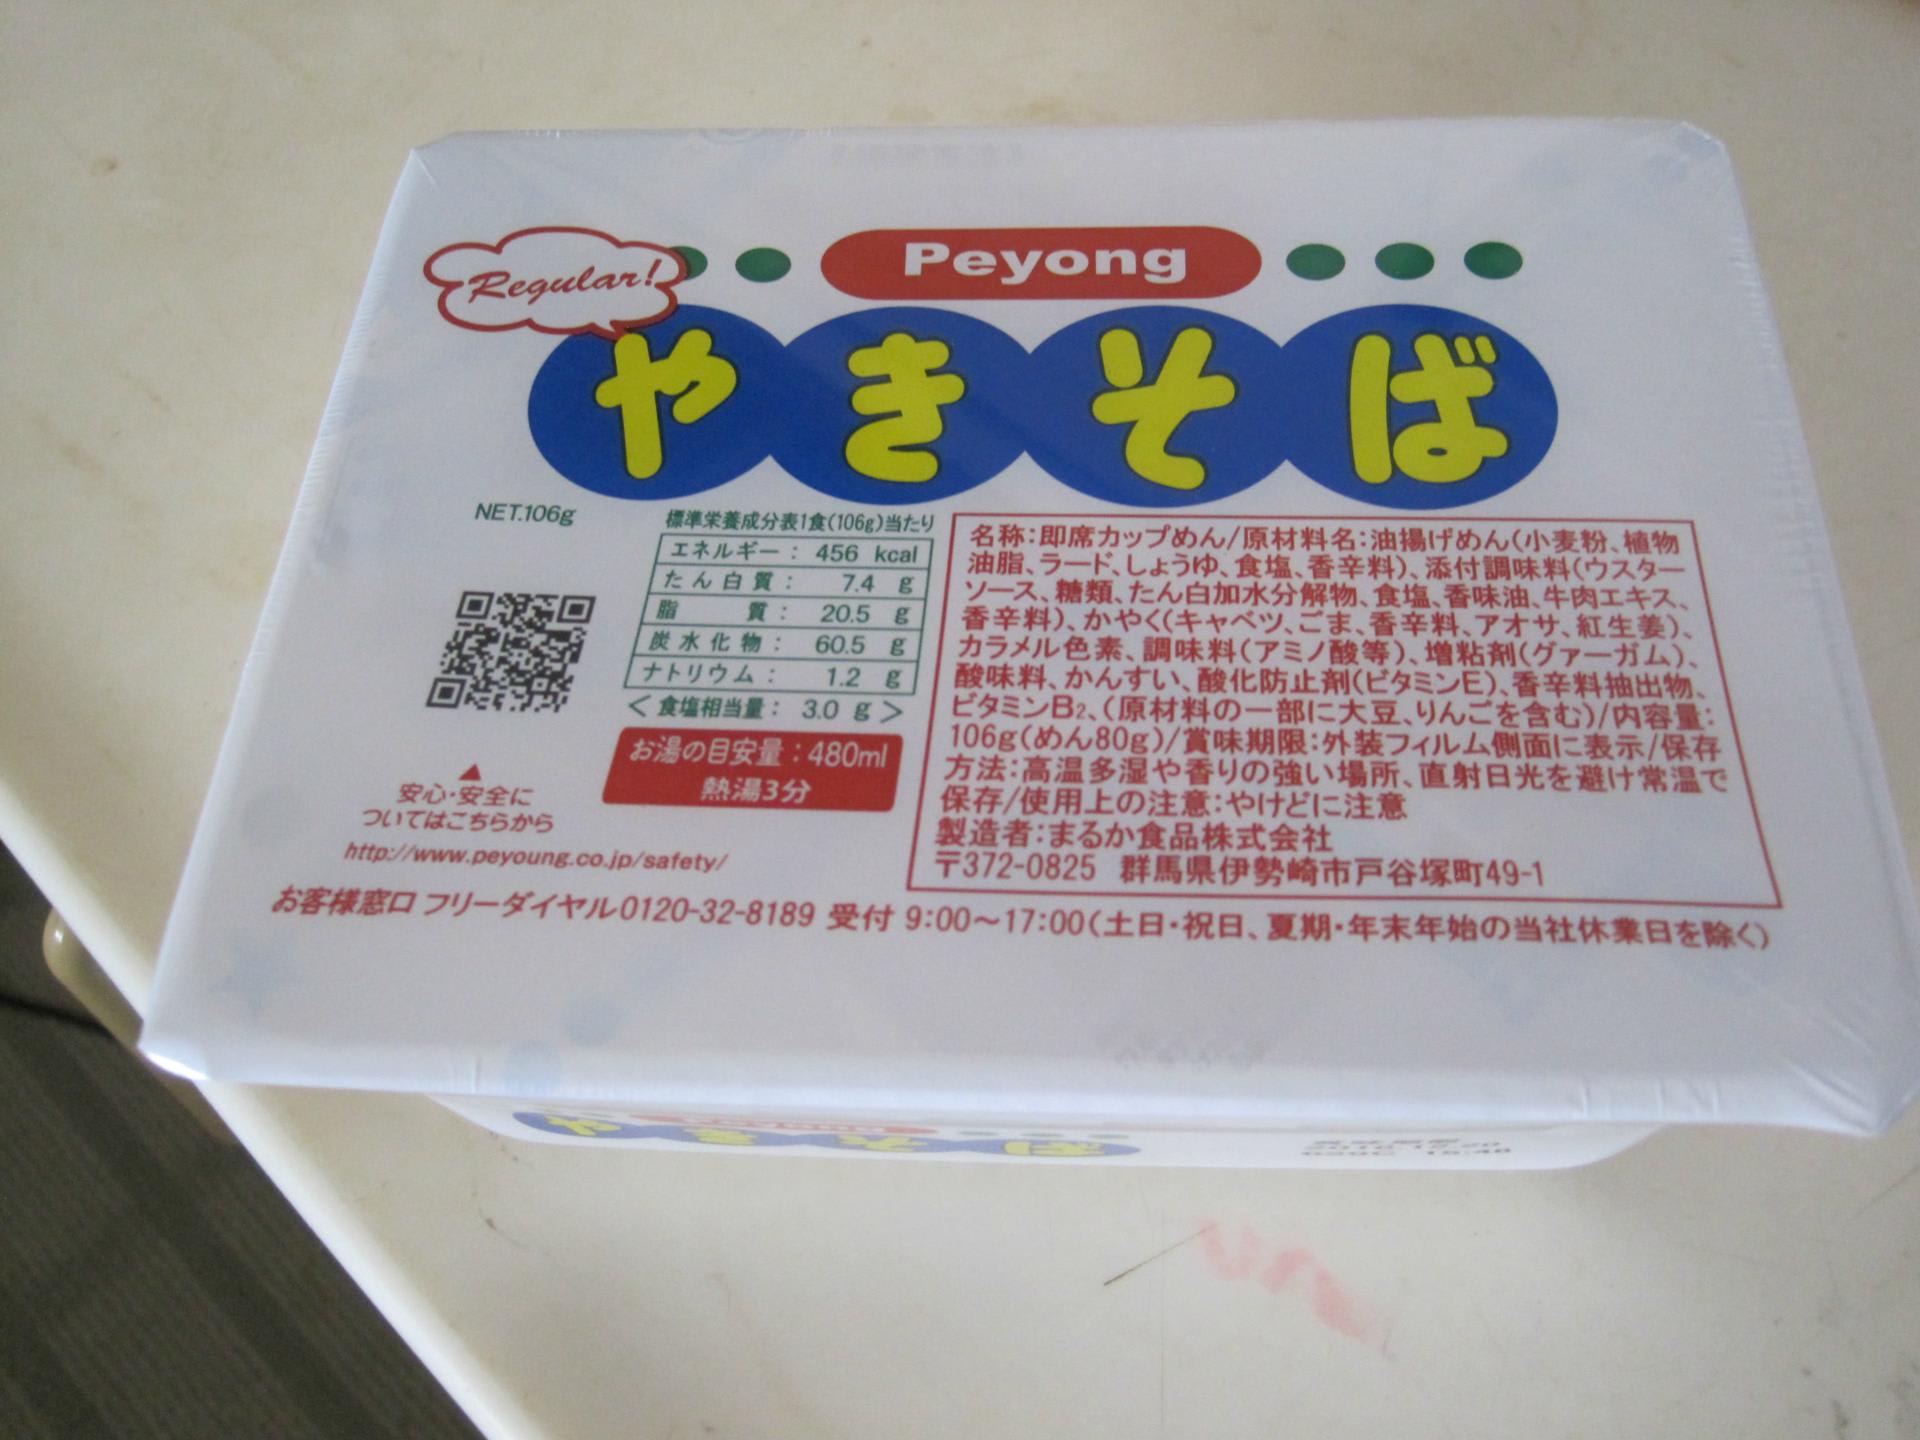 Regular!
Peyong
やきそば
NET.106g
標準栄養成分表1食(106g)当たり
エネルギー: 456 kcal
たん白質: 7.4 g
脂質: 20.5 g
炭水化物: 60.5 g
ナトリウム: 1.2 g
<食塩相当量: 3.0 g>
お湯の目安量:480ml
熱湯3分
▲
安心・安全に
ついてはこちらから
http://www.peyoung.co.jp/safety/
名称:即席カップめん/原材料名:油揚げめん(小麦粉、植物
油脂、ラード、しょうゆ、食塩、香辛料)、添付調味料(ウスター
ソース、糖類、たん白加水分解物、食塩、香味油、牛肉エキス、
香辛料)、かやく(キャベツ、ごま、香辛料、アオサ、紅生姜)、
カラメル色素、調味料(アミノ酸等)、増粘剤(グァーガム)、
酸味料、かんすい、酸化防止剤(ビタミンE)、香辛料抽出物、
ビタミンB2、(原材料の一部に大豆、りんごを含む)/内容量:
106g(めん80g)/賞味期限:外装フィルム側面に表示/保存
方法:高温多湿や香りの強い場所、直射日光を避け常温で
保存/使用上の注意:やけどに注意
製造者:まるか食品株式会社
〒372-0825 群馬県伊勢崎市戸谷塚町49-1
お客様窓口 フリーダイヤル0120-32-8189 受付 9:00～17:00(土日・祝日、夏期・年末年始の当社休業日を除く)